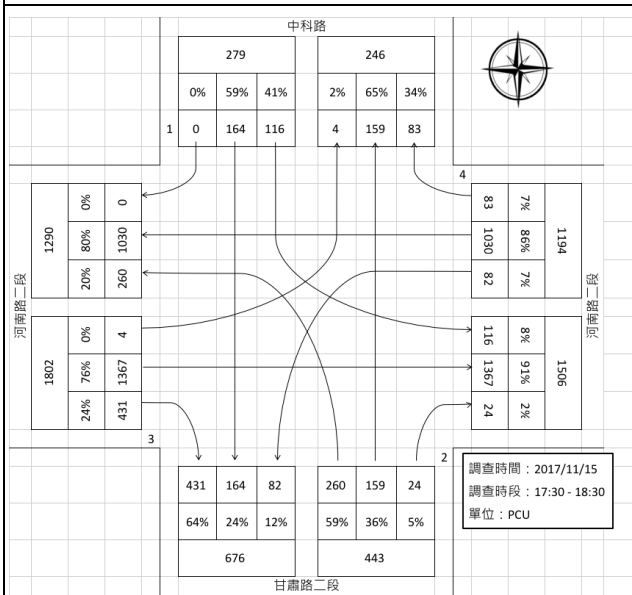 中科路
279 246
0% 59% 41% 2% 65% 34%
1 0 164 116 4 159 83
4
河南路二段
1290
0% 0
80% 1030
20% 260
83 7%
1030 86%
82 7%
1194
河南路二段
1802
0% 4
76% 1367
24% 431
116 8%
1367 91%
24 2%
1506
3
2
431 164 82 260 159 24
64% 24% 12% 59% 36% 5%
676 443
甘肅路二段
調查時間：2017/11/15
調查時段：17:30 - 18:30
單位：PCU